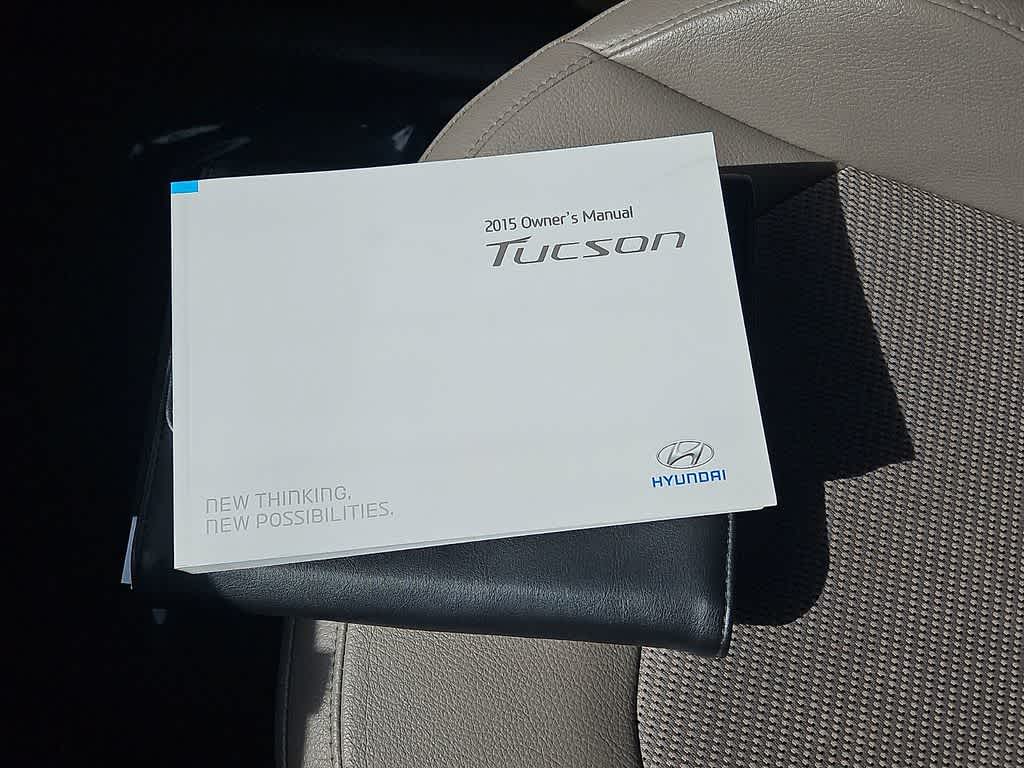 2015 Owner's Manual
Tucson
HYUNDAI
NEW THINKING.
NEW POSSIBILITIES.